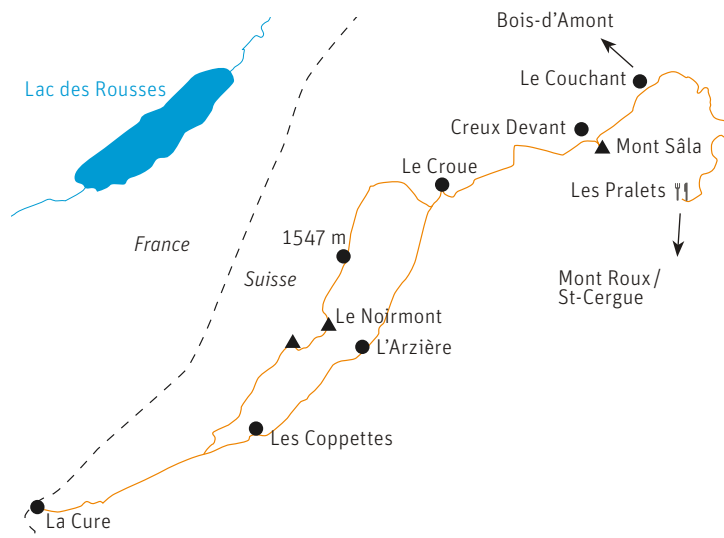 Bois-d'Amont
Le Couchant
Lac des Rousses
Creux Devant
Mont Sâla
Le Croue
Les Pralets
1547 m
France
Suisse
Mont Roux /
St-Cergue
Le Noirmont
L'Arzière
Les Coppettes
La Cure